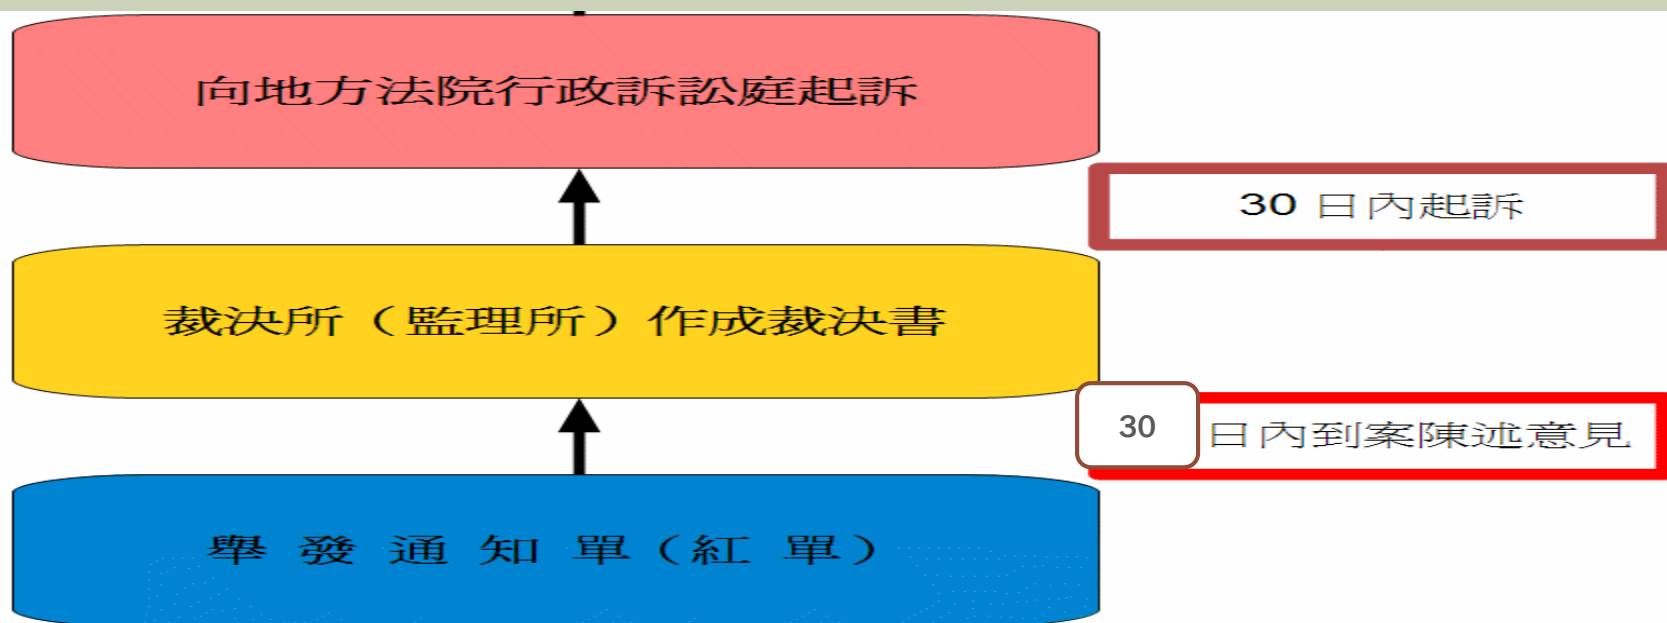 向地方法院行政訴訟庭起訴
30 日內起訴
裁決所（監理所）作成裁決書
30 日內到案陳述意見
舉發通知單（紅單）